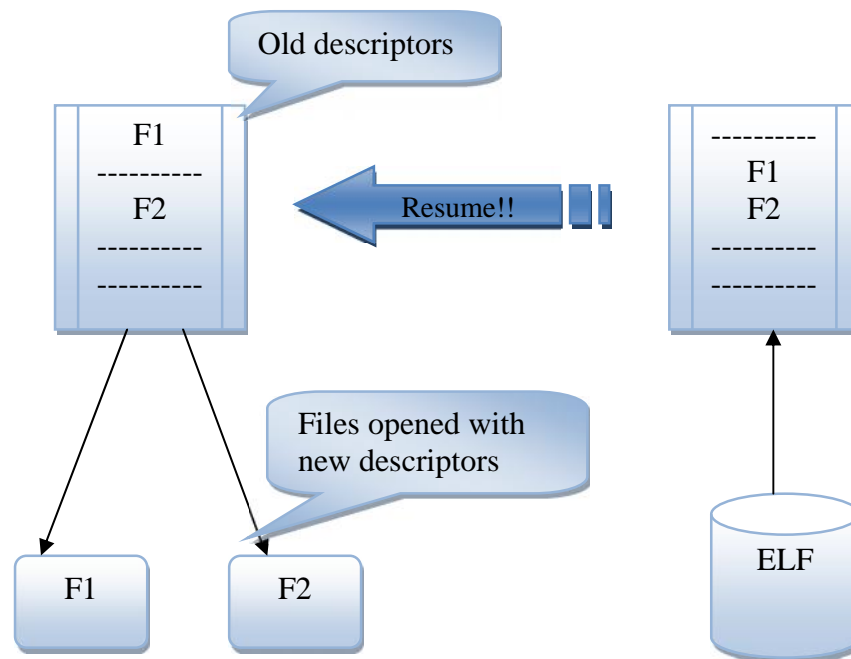 Old descriptors
F1
----------
F2
----------
----------
Resume!!
----------
F1
F2
----------
----------
Files opened with
new descriptors
F1
F2
ELF